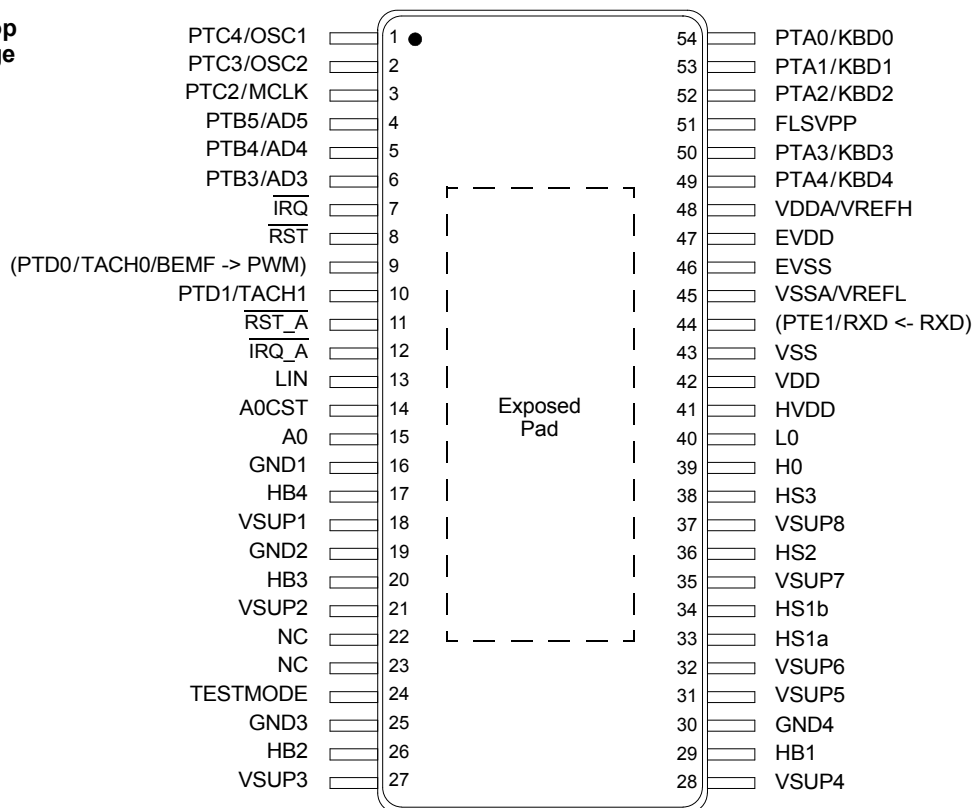 op
ge
PTC4/OSC1 1 54 PTA0/KBD0
PTC3/OSC2 2 53 PTA1/KBD1
PTC2/MCLK 3 52 PTA2/KBD2
PTB5/AD5 4 51 FLSVPP
PTB4/AD4 5 50 PTA3/KBD3
PTB3/AD3 6 49 PTA4/KBD4
IRQ 7 48 VDDA/VREFH
RST 8 47 EVDD
(PTD0/TACH0/BEMF -> PWM) 9 46 EVSS
PTD1/TACH1 10 45 VSSA/VREFL
RST_A 11 44 (PTE1/RXD <- RXD)
IRQ_A 12 43 VSS
LIN 13 42 VDD
A0CST 14 Exposed 41 HVDD
A0 15 Pad 40 L0
GND1 16 39 H0
HB4 17 38 HS3
VSUP1 18 37 VSUP8
GND2 19 36 HS2
HB3 20 35 VSUP7
VSUP2 21 34 HS1b
NC 22 33 HS1a
NC 23 32 VSUP6
TESTMODE 24 31 VSUP5
GND3 25 30 GND4
HB2 26 29 HB1
VSUP3 27 28 VSUP4